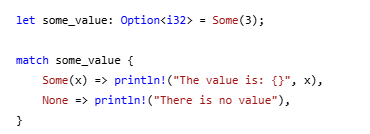 let some_value: Option<i32> = Some(3);
match some_value {
    Some(x) => println!("The value is: {}", x),
    None => println!("There is no value"),
}